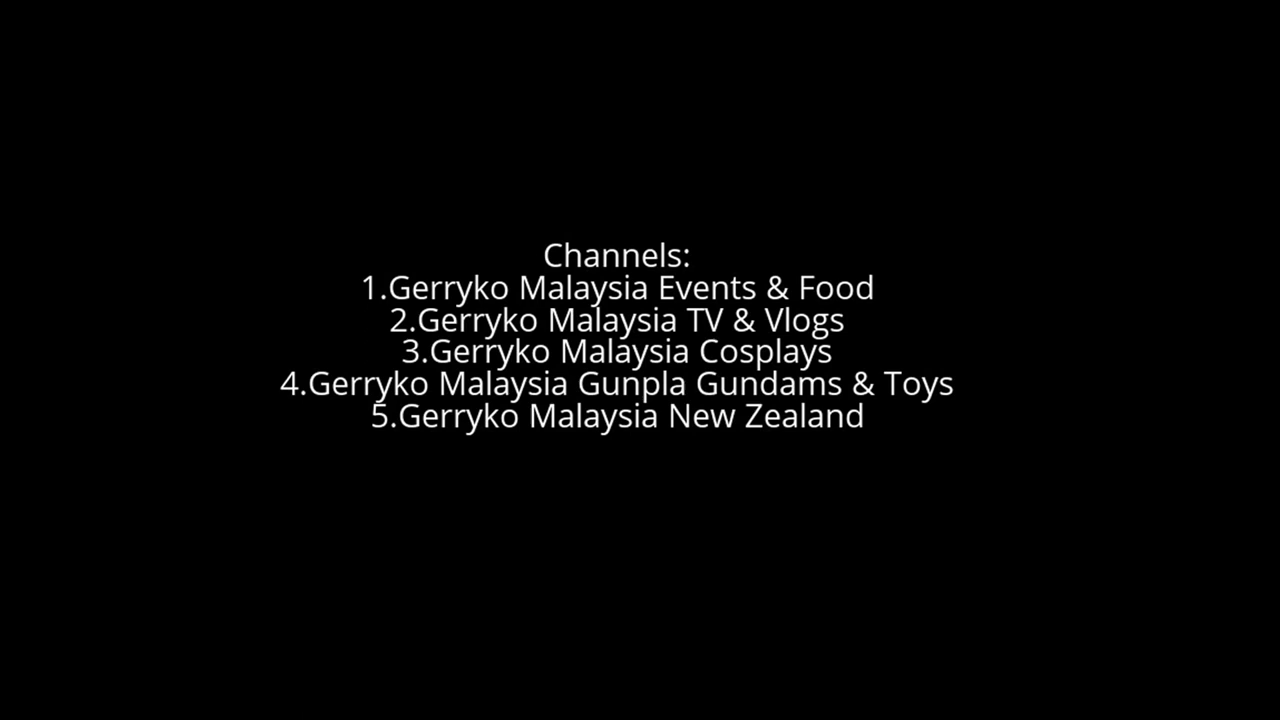 Channels:
1.Gerryko Malaysia Events & Food
2.Gerryko Malaysia TV & Vlogs
3.Gerryko Malaysia Cosplays
4.Gerryko Malaysia Gunpla Gundams & Toys
5.Gerryko Malaysia New Zealand